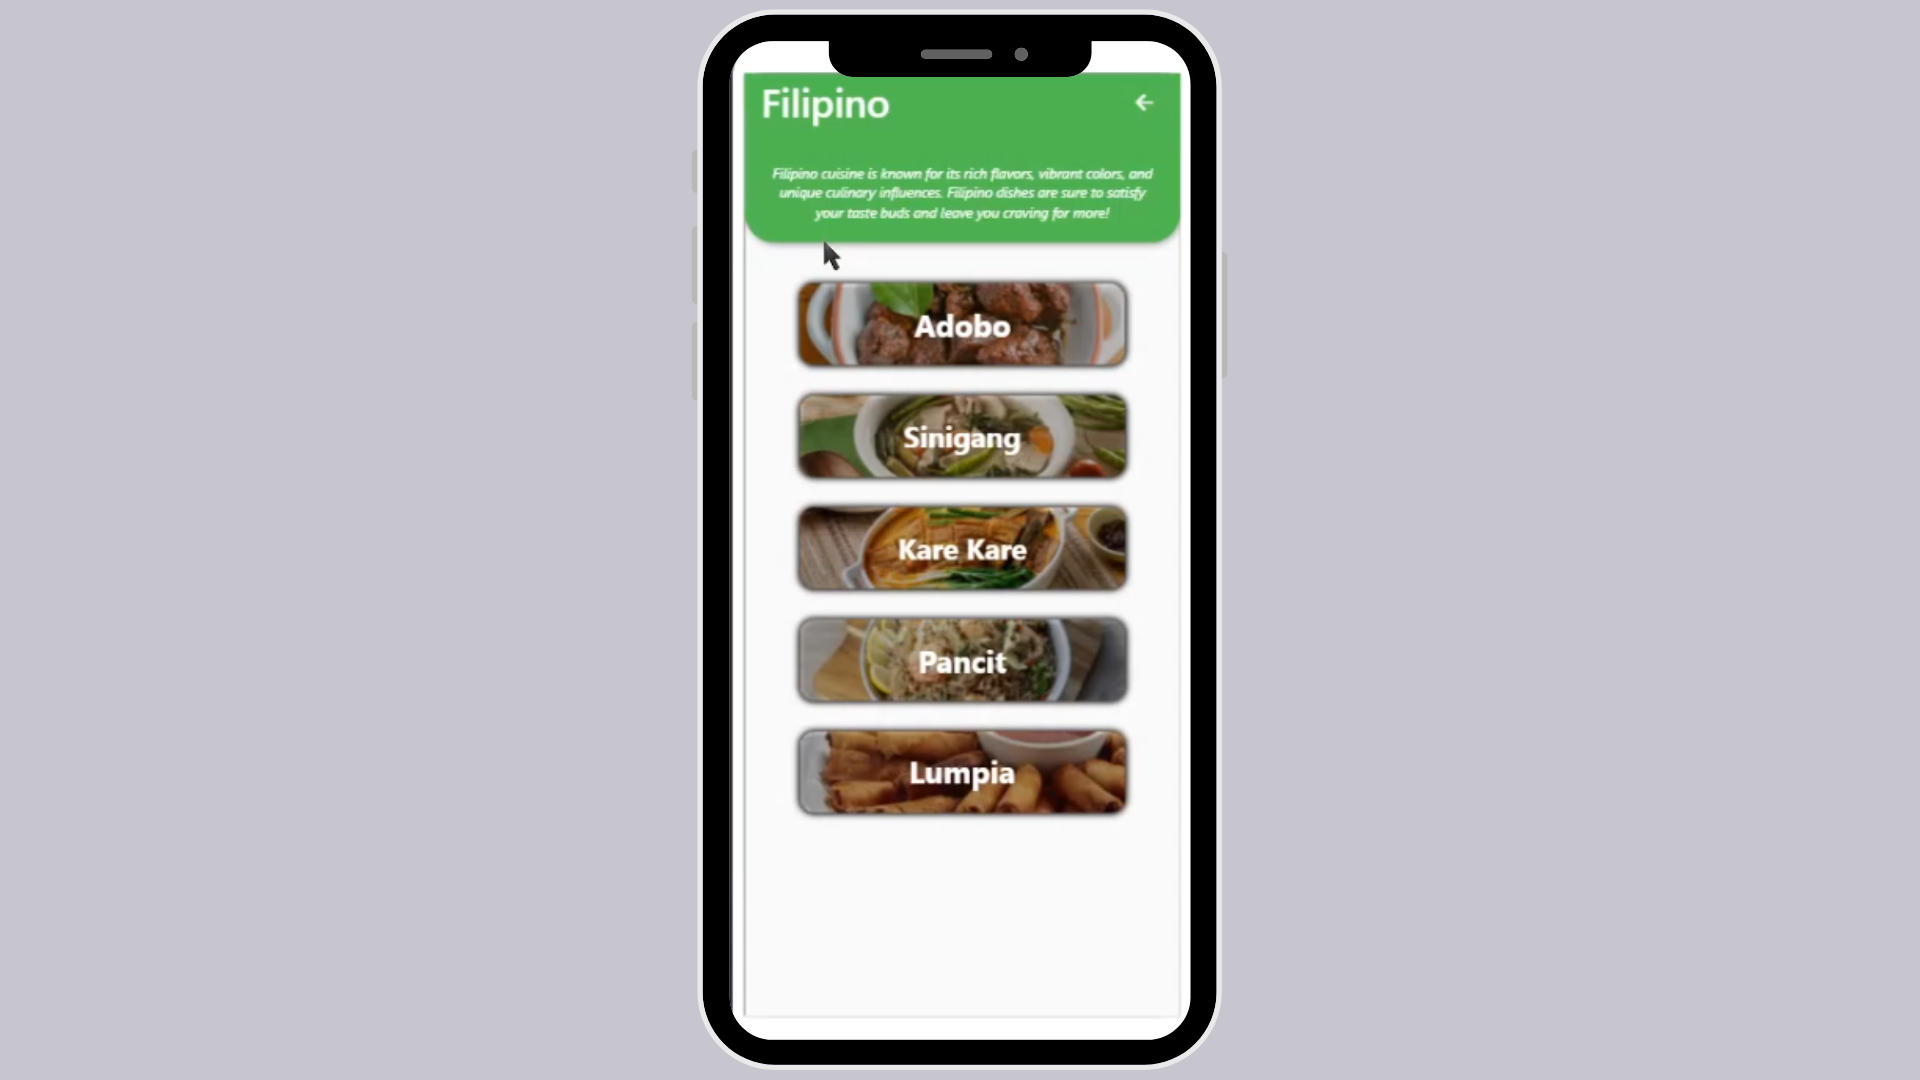 Filipino
Filipino cuisine is known for its rich flavors, vibrant colors, and
unique culinary influences. Filipino dishes are sure to satisfy
your taste buds and leave you craving for more!
Adobo
Sinigang
Kare Kare
Pancit
Lumpia